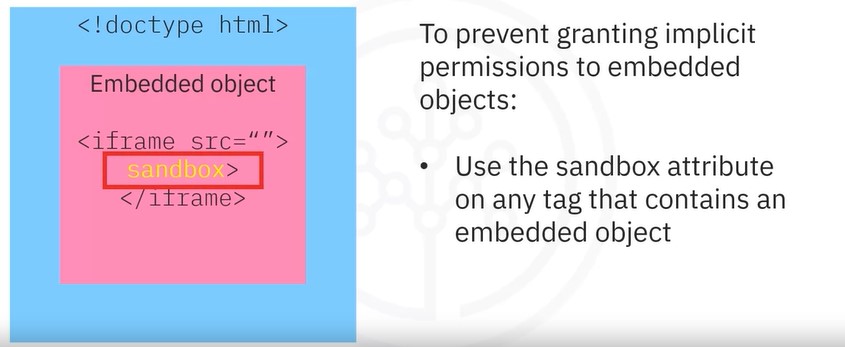 <!doctype html>
Embedded object
<iframe src=“”>
sandbox>
</iframe>
To prevent granting implicit
permissions to embedded
objects:
• Use the sandbox attribute
on any tag that contains an
embedded object